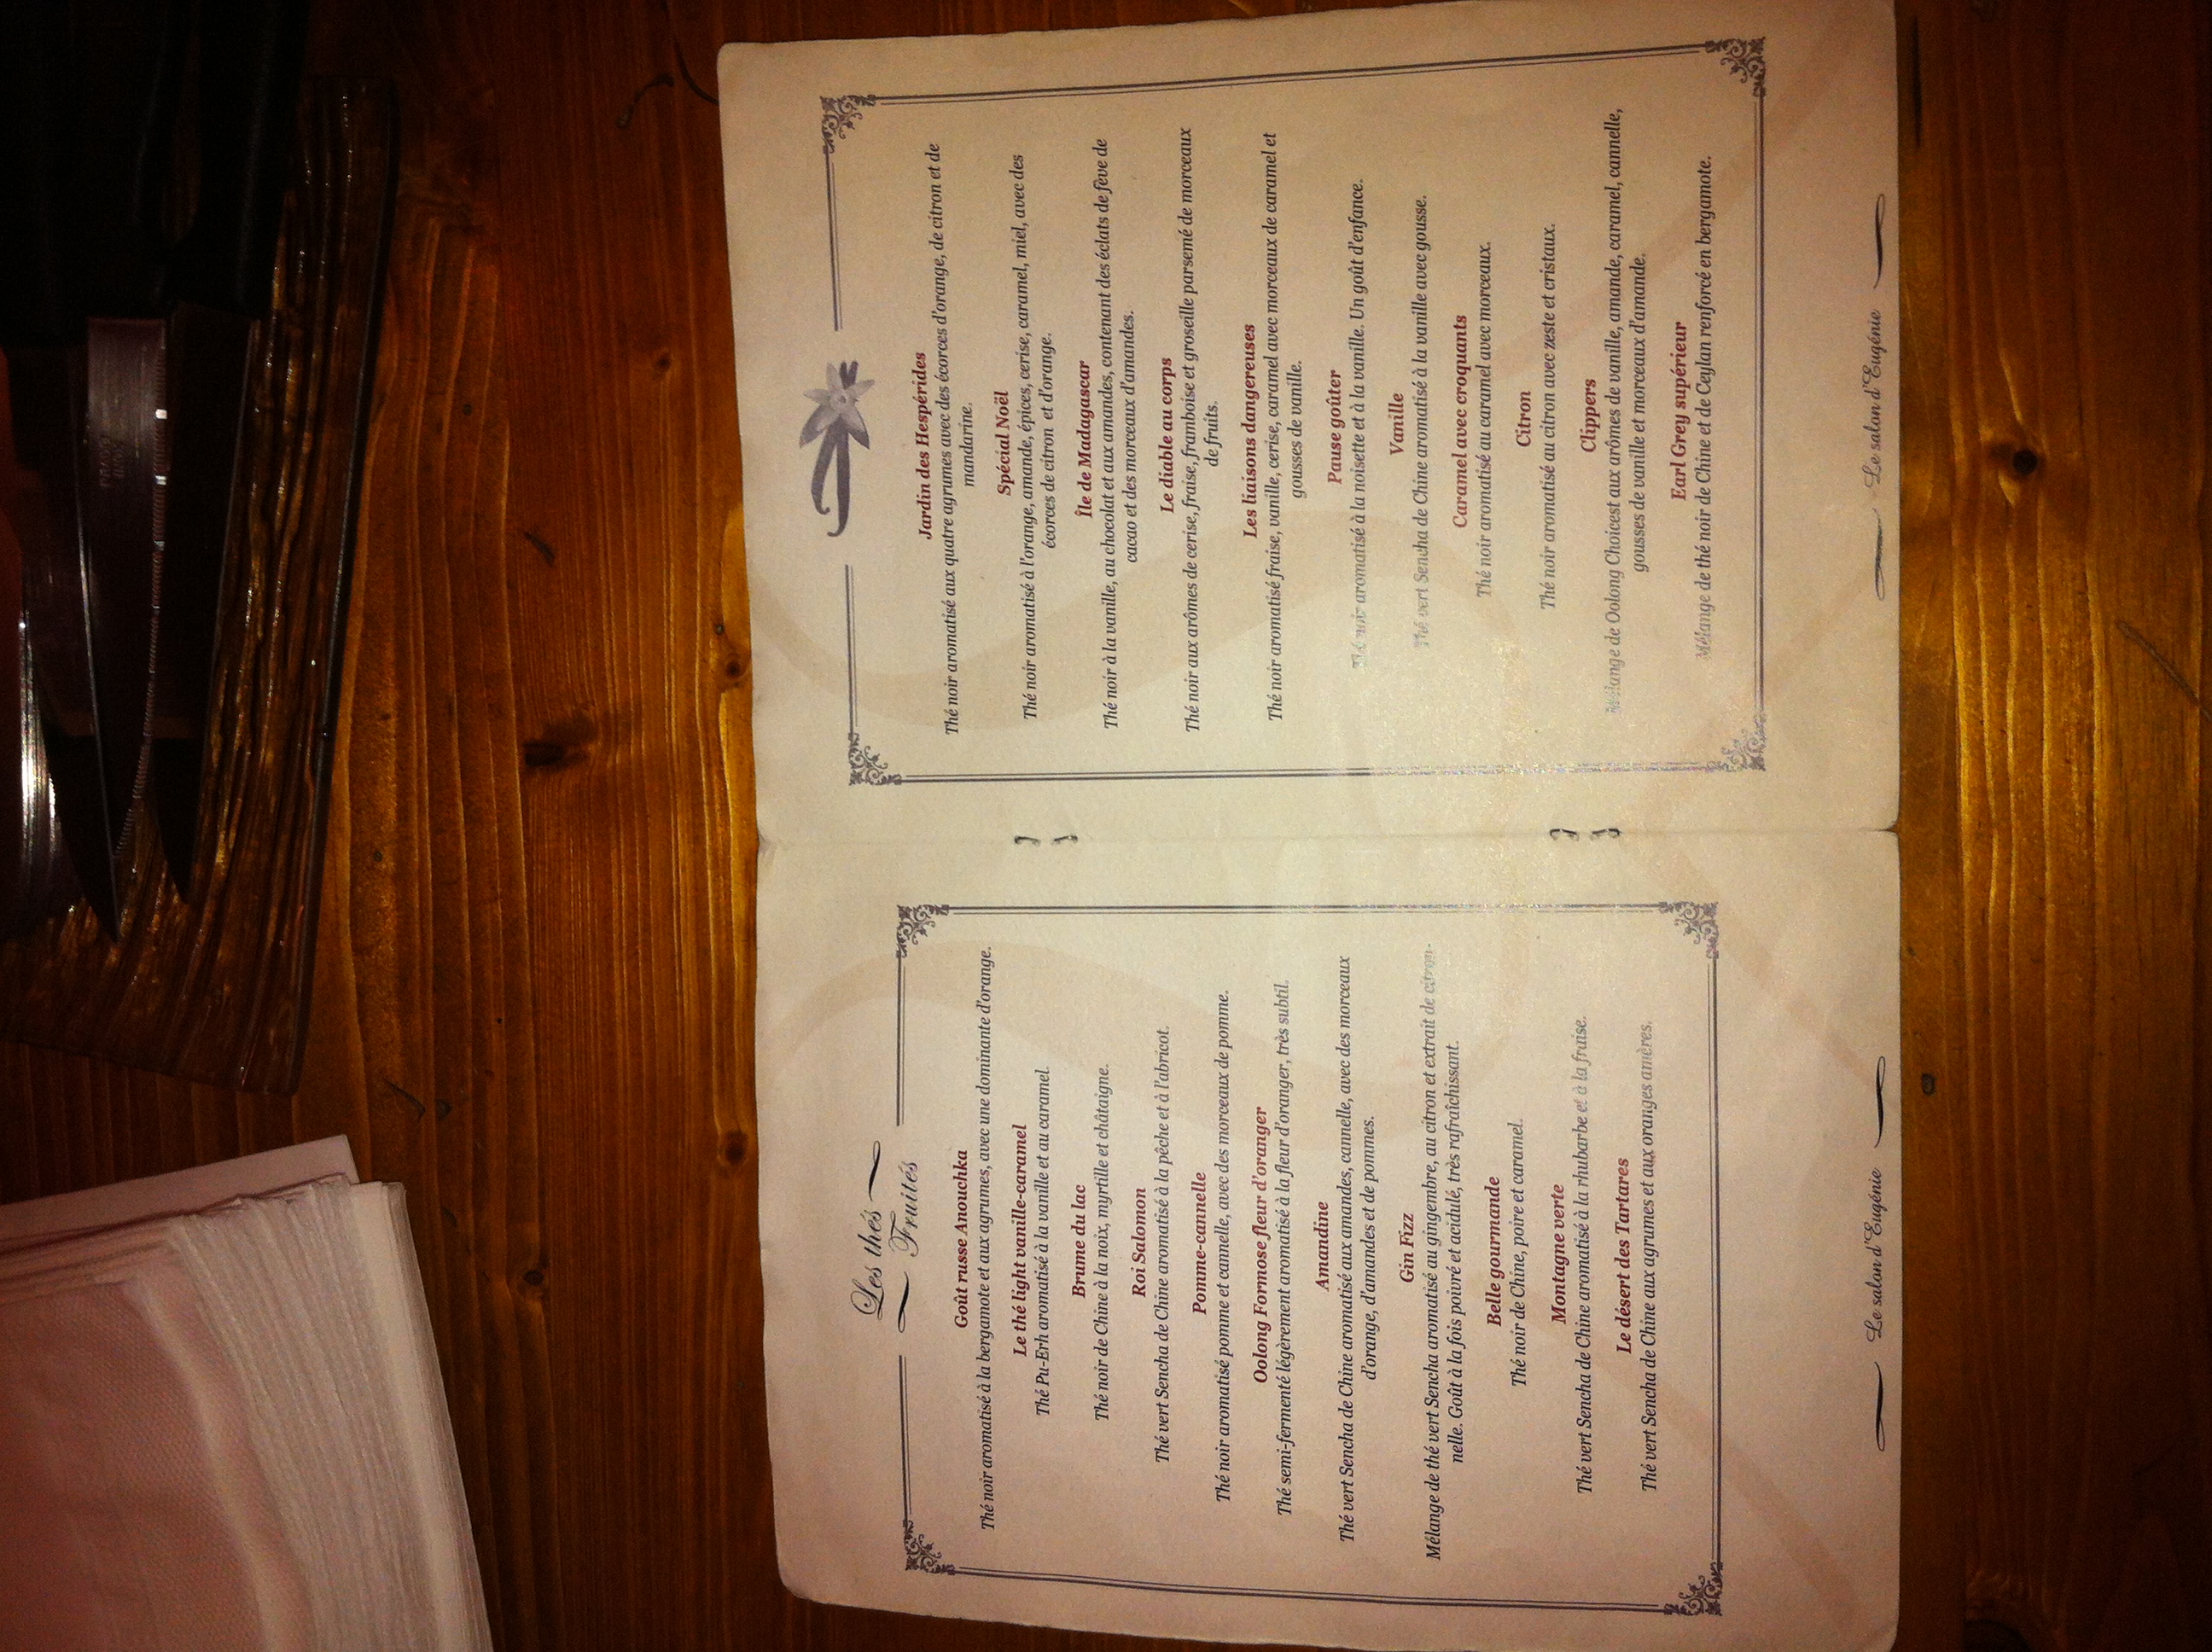 Les thés
Fruités
Goût russe Anouchka
Thé noir aromatisé à la bergamote et aux agrumes, avec une dominante d'orange.
Le thé light vanille-caramel
Thé Pu-Erh aromatisé à la vanille et au caramel.
Brume du lac
Thé noir de Chine à la noix, myrtille et châtaigne.
Roi Salomon
Thé vert Sencha de Chine aromatisé à la pêche et à l'abricot.
Pomme-cannelle
Thé noir aromatisé pomme et cannelle, avec des morceaux de pomme.
Oolong Formose fleur d'oranger
Thé semi-fermenté légèrement aromatisé à la fleur d'oranger, très subtil.
Amandine
Thé vert Sencha de Chine aromatisé aux amandes, cannelle, avec des morceaux
d'orange, d'amandes et de pommes.
Gin Fizz
Mélange de thé vert Sencha aromatisé au gingembre, au citron et extrait de citron-
nelle. Goût à la fois poivré et acidulé, très rafraîchissant.
Belle gourmande
Thé noir de Chine, poire et caramel.
Montagne verte
Thé vert Sencha de Chine aromatisé à la rhubarbe et à la fraise.
Le désert des Tartares
Thé vert Sencha de Chine aux agrumes et aux oranges amères.
Le salon d'Eugénie
Jardin des Hespérides
Thé noir aromatisé aux quatre agrumes avec des écorces d'orange, de citron et de
mandarine.
Spécial Noël
Thé noir aromatisé à l'orange, amande, épices, cerise, caramel, miel, avec des
écorces de citron et d'orange.
Île de Madagascar
Thé noir à la vanille, au chocolat et aux amandes, contenant des éclats de fève de
cacao et des morceaux d'amandes.
Le diable au corps
Thé noir aux arômes de cerise, fraise, framboise et groseille parsemé de morceaux
de fruits.
Les liaisons dangereuses
Thé noir aromatisé fraise, vanille, cerise, caramel avec morceaux de caramel et
gousses de vanille.
Pause goûter
Thé noir aromatisé à la noisette et à la vanille. Un goût d'enfance.
Vanille
Thé vert Sencha de Chine aromatisé à la vanille avec gousse.
Caramel avec croquants
Thé noir aromatisé au caramel avec morceaux.
Citron
Thé noir aromatisé au citron avec zeste et cristaux.
Clippers
Mélange de Oolong Choicest aux arômes de vanille, amande, caramel, cannelle,
gousses de vanille et morceaux d'amande.
Earl Grey supérieur
Mélange de thé noir de Chine et de Ceylan renforcé en bergamote.
Le salon d'Eugénie